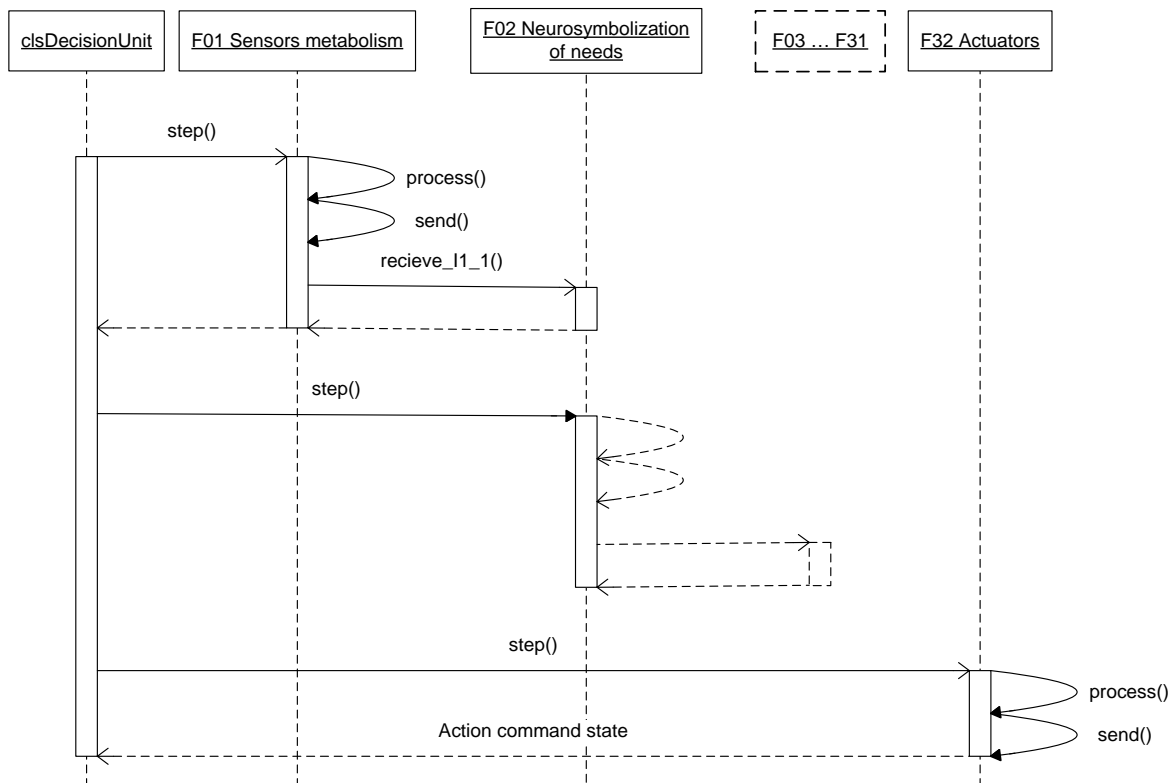 clsDecisionUnit
F01 Sensors metabolism
F02 Neurosymbolization
of needs
F03 … F31
F32 Actuators
step()
process()
send()
recieve_I1_1()
step()
step()
process()
Action command state
send()